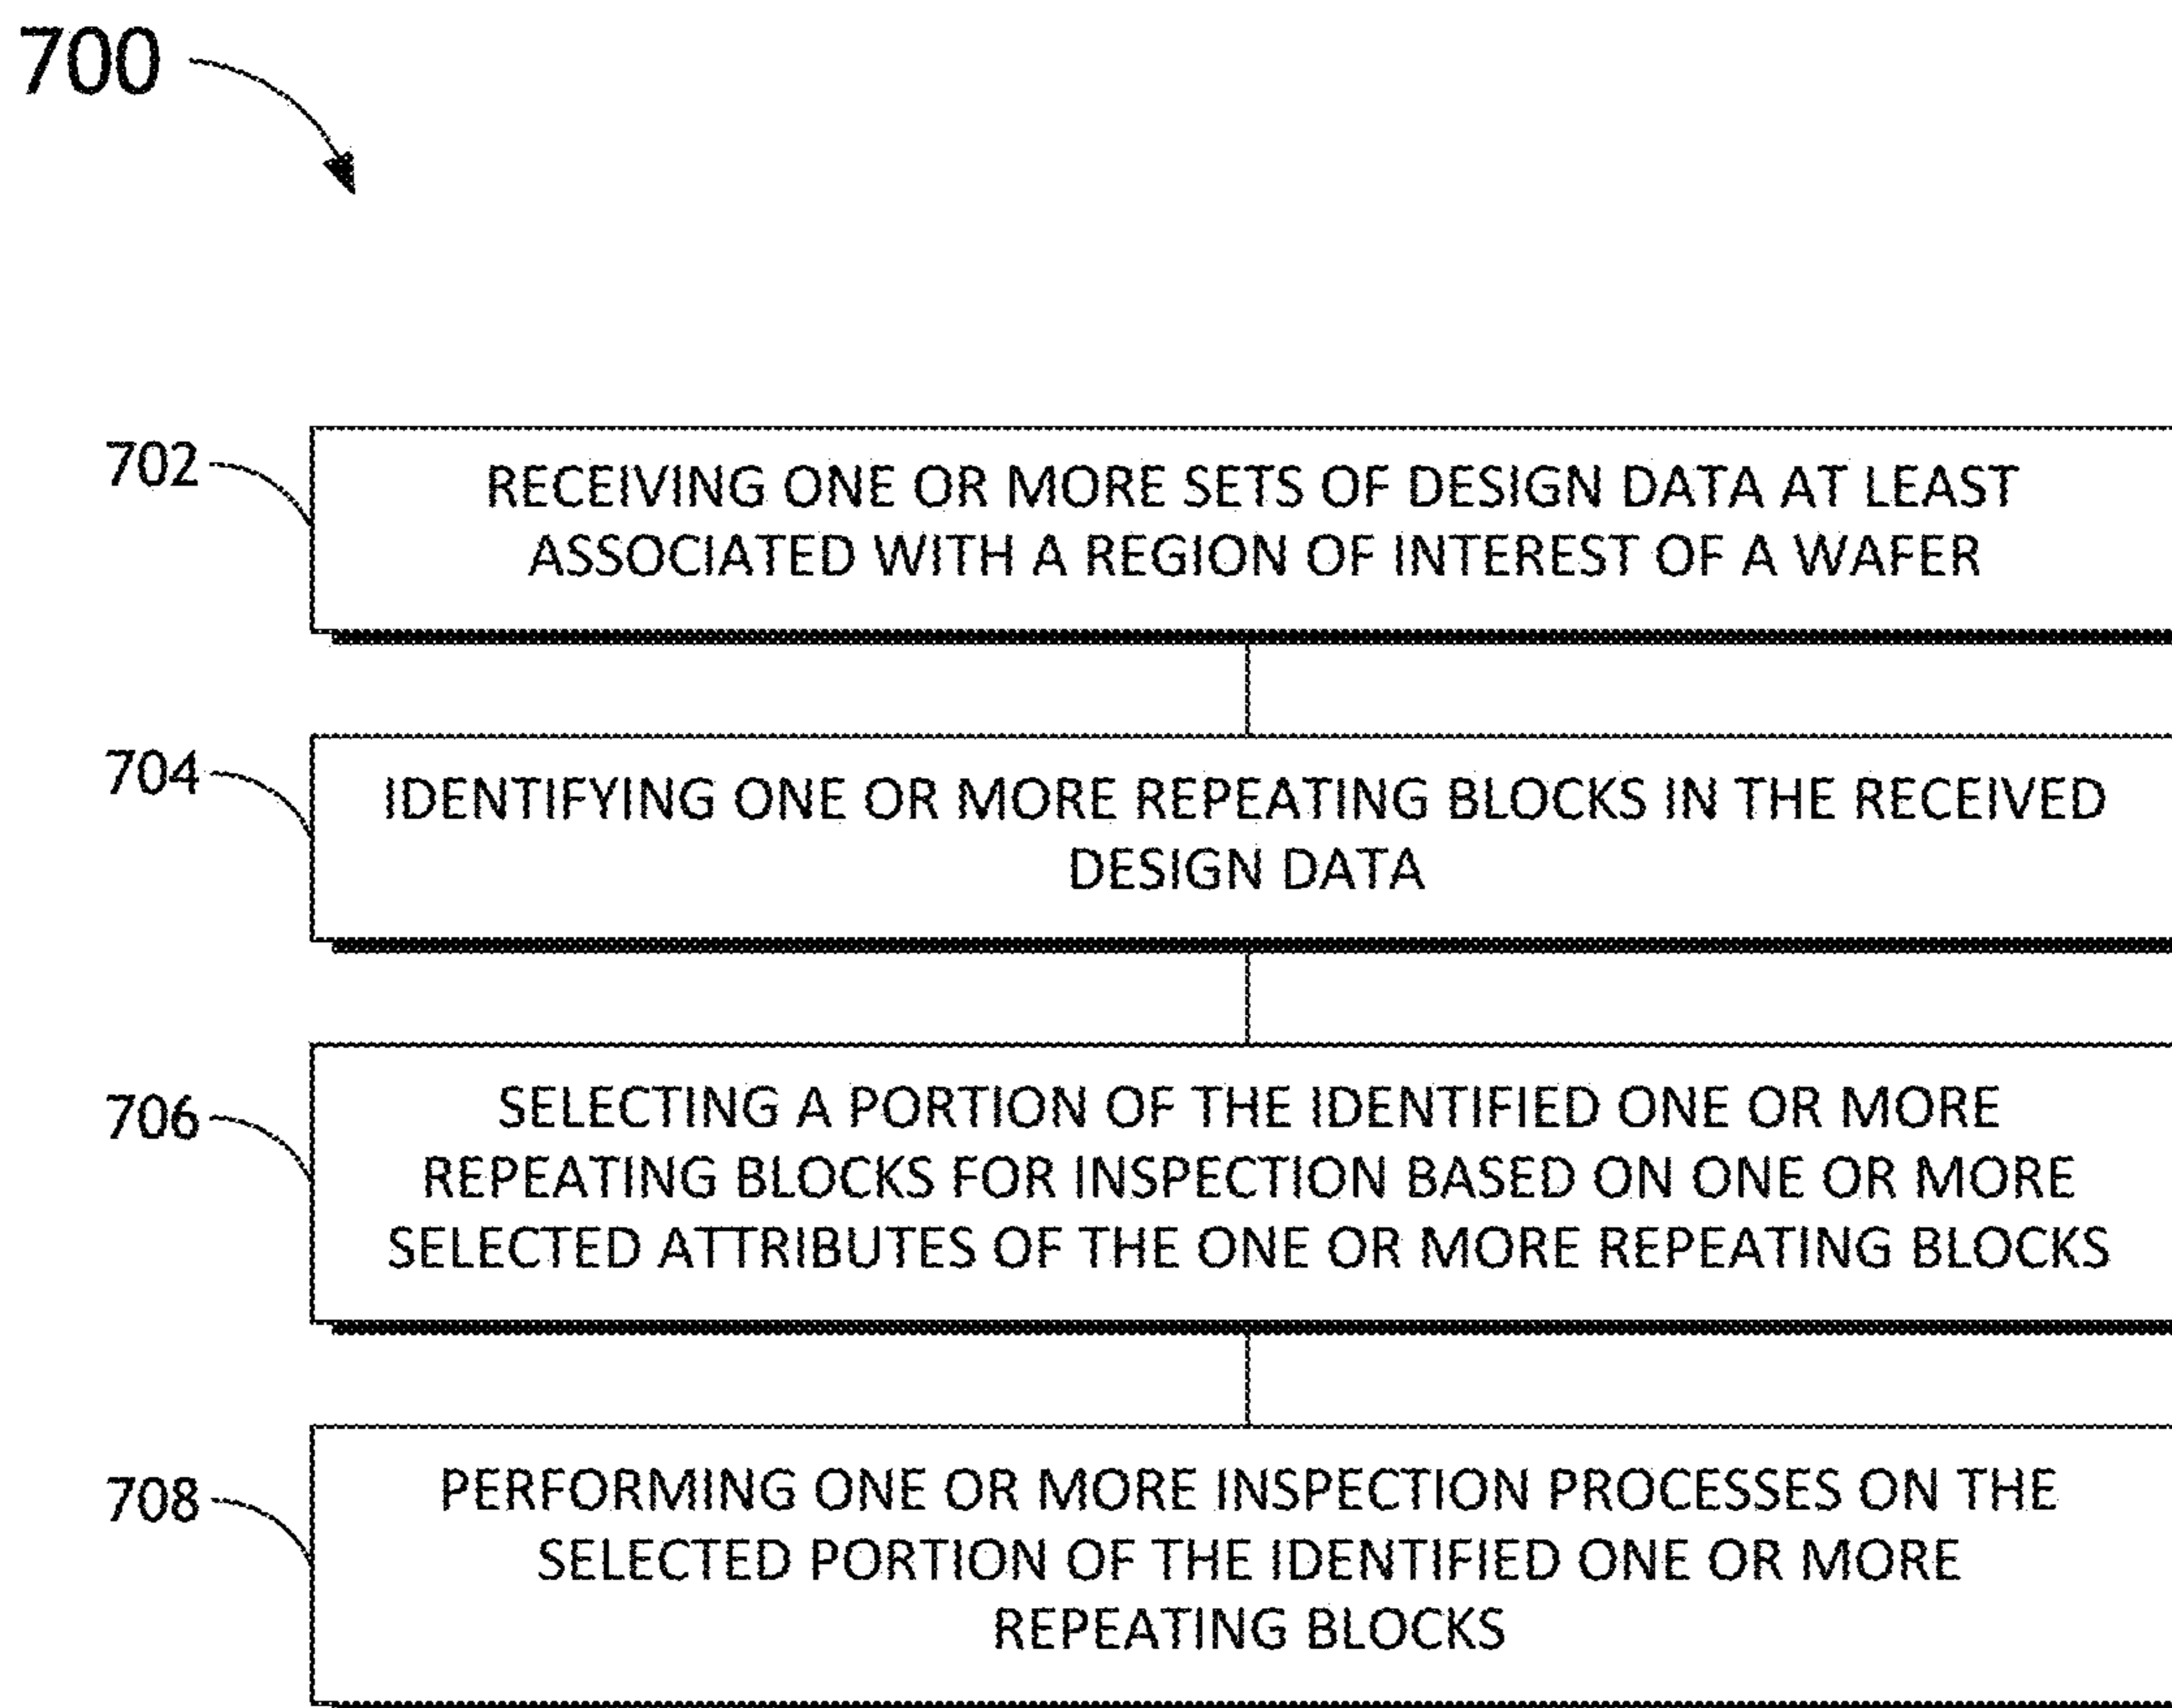 700
702
RECEIVING ONE OR MORE SETS OF DESIGN DATA AT LEAST
ASSOCIATED WITH A REGION OF INTEREST OF A WAFER
704
IDENTIFYING ONE OR MORE REPEATING BLOCKS IN THE RECEIVED
DESIGN DATA
706
SELECTING A PORTION OF THE IDENTIFIED ONE OR MORE
REPEATING BLOCKS FOR INSPECTION BASED ON ONE OR MORE
SELECTED ATTRIBUTES OF THE ONE OR MORE REPEATING BLOCKS
708
PERFORMING ONE OR MORE INSPECTION PROCESSES ON THE
SELECTED PORTION OF THE IDENTIFIED ONE OR MORE
REPEATING BLOCKS